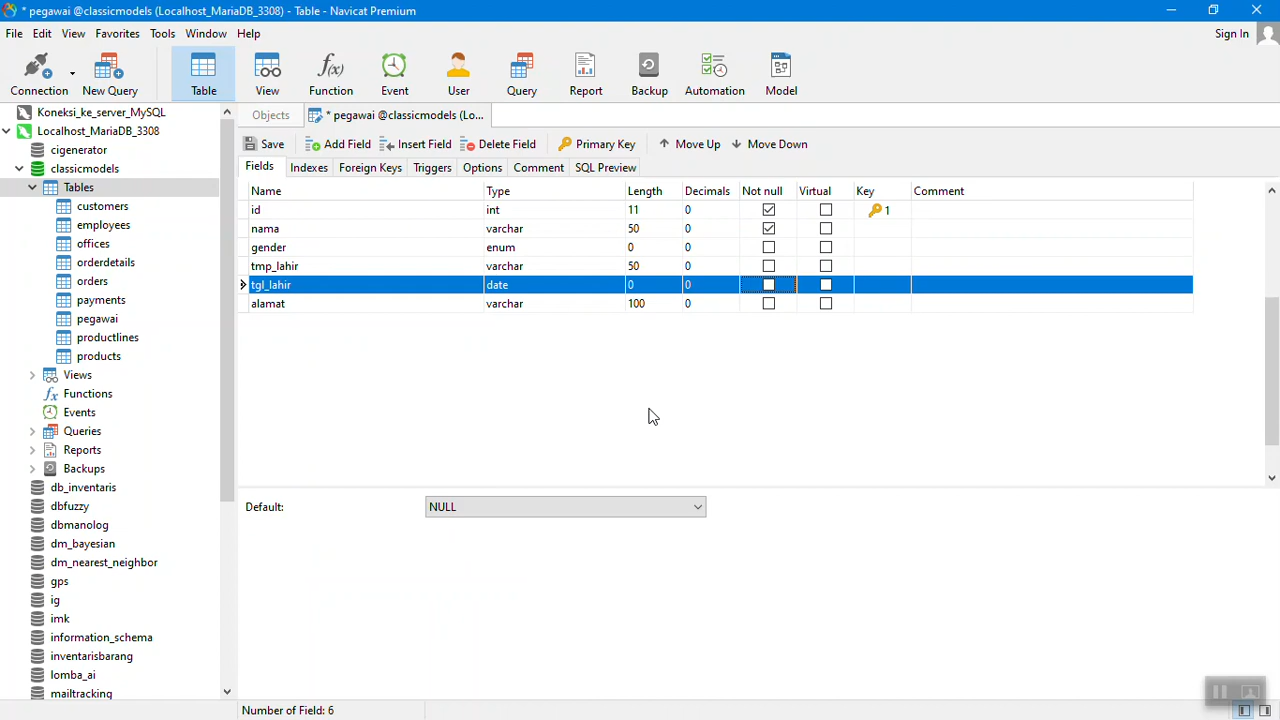 * pegawai @classicmodels (Localhost_MariaDB_3308) - Table - Navicat Premium
File Edit View Favorites Tools Window Help Sign In
Connection New Query Table View Function Event User Query Report Backup Automation Model
f(x)
Koneksi_ke_server_MySQL
Localhost_MariaDB_3308
cigenerator
classicmodels
Tables
customers
employees
offices
orderdetails
orders
payments
pegawai
productlines
products
Views
fx Functions
Events
Queries
Reports
Backups
db_inventaris
dbfuzzy
dbmanolog
dm_bayesian
dm_nearest_neighbor
gps
ig
imk
information_schema
inventarisbarang
lomba_ai
mailtracking
Objects * pegawai @classicmodels (Lo...
Save Add Field Insert Field Delete Field Primary Key Move Up Move Down
Fields Indexes Foreign Keys Triggers Options Comment SQL Preview
Name Type Length Decimals Not null Virtual Key Comment
id int 11 0 1
nama varchar 50 0
gender enum 0 0
tmp_lahir varchar 50 0
tgl_lahir date 0 0
alamat varchar 100 0
Default: NULL
Number of Field: 6